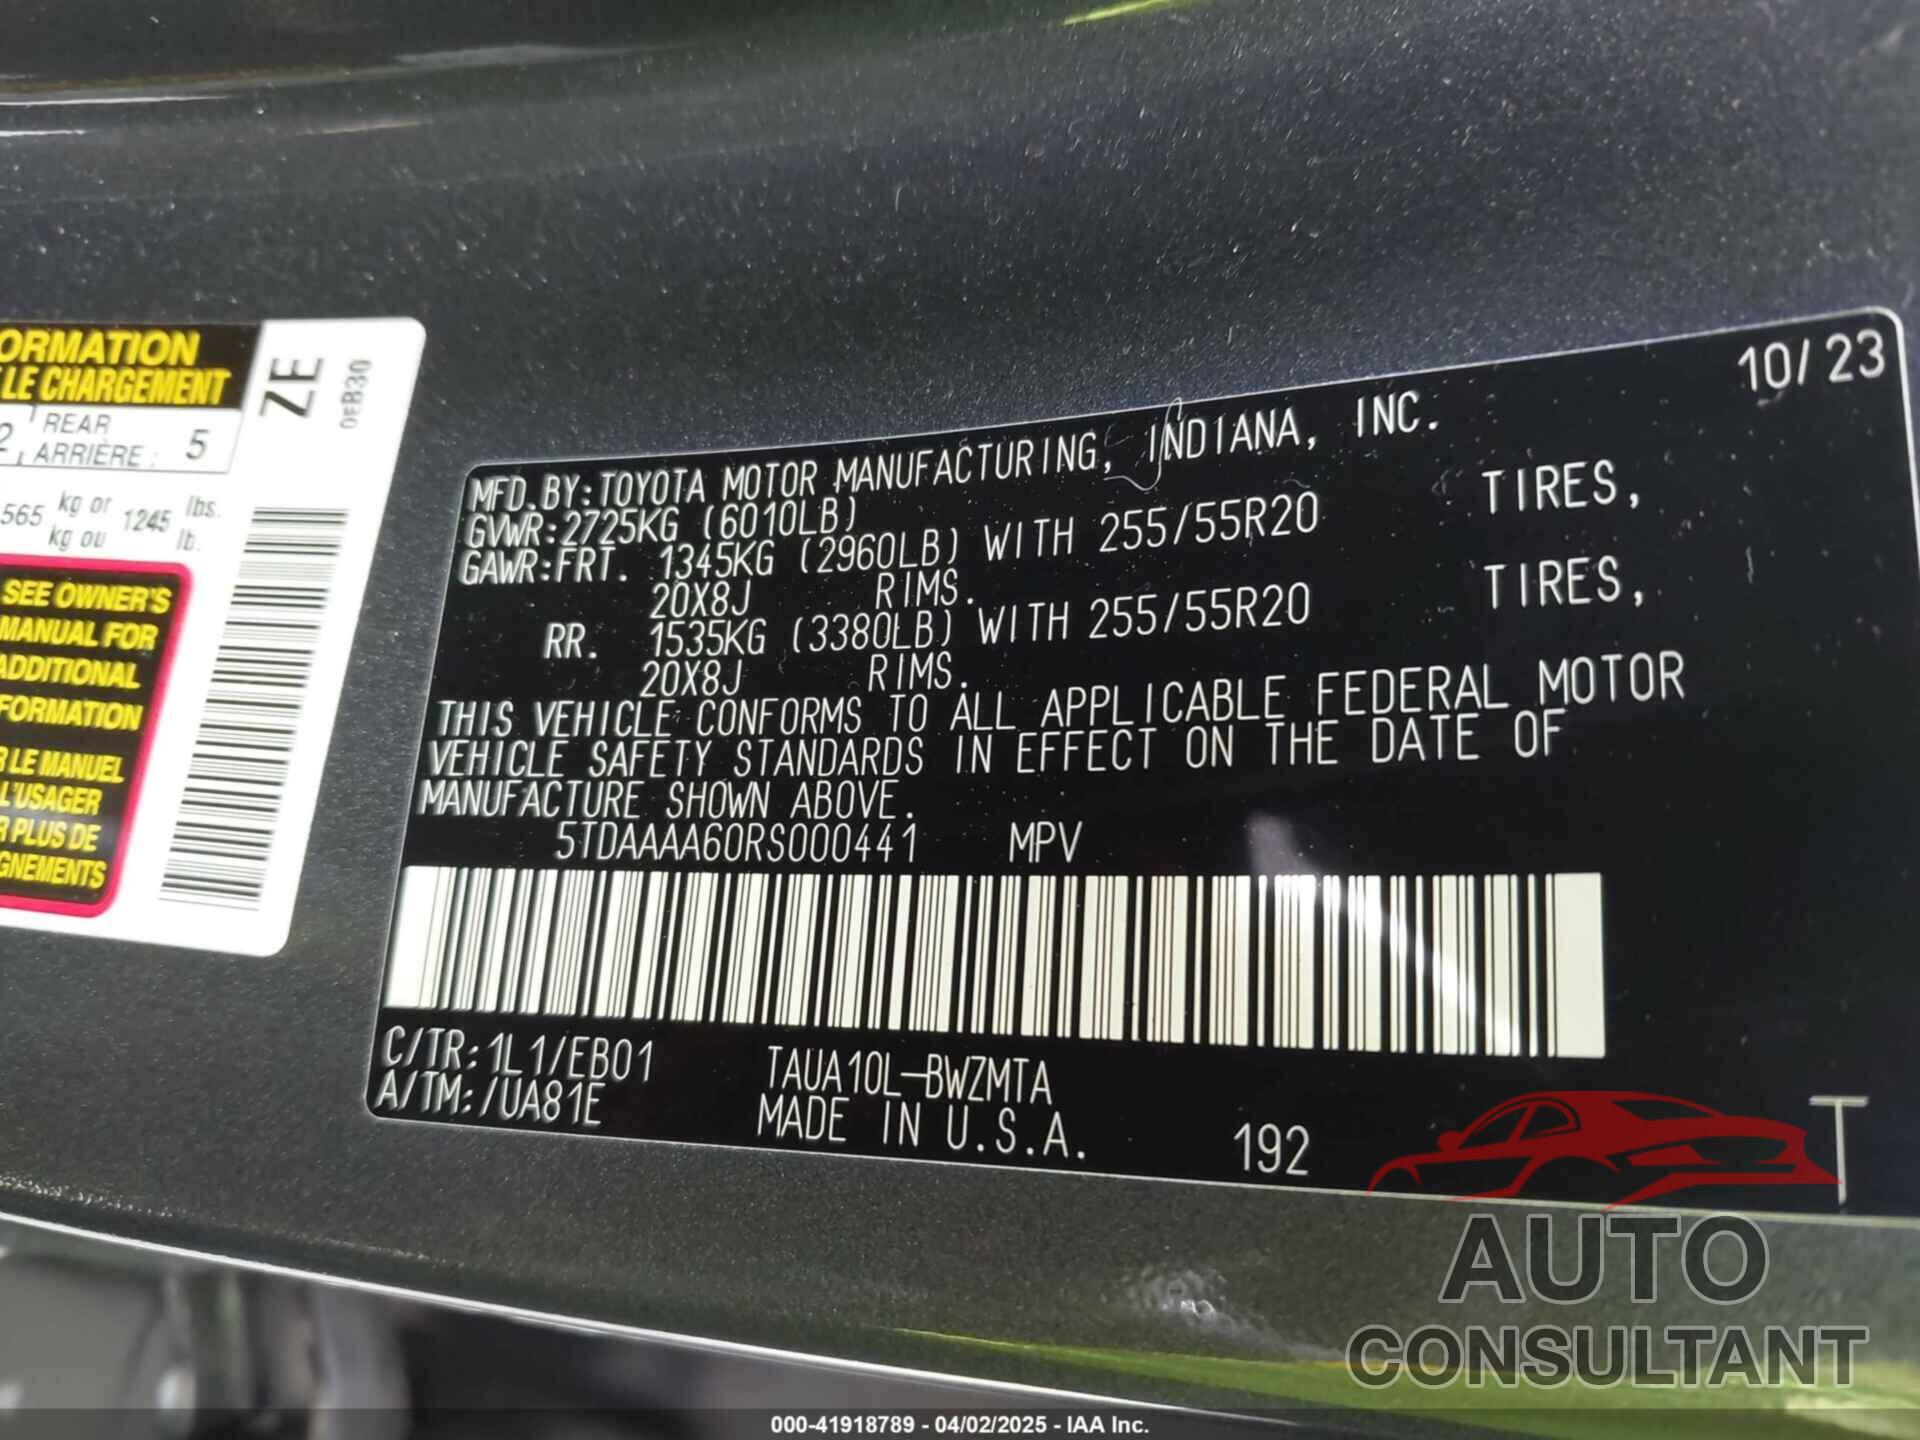 ORMATION
LE CHARGEMENT
2 REAR
ARRIÈRE : 5
565 kg or 1245 lbs.
kg ou lb.
SEE OWNER'S
MANUAL FOR
ADDITIONAL
FORMATION
R LE MANUEL
L'USAGER
R PLUS DE
GNEMENTS
ZE
0EB30
10/23
MFD.BY:TOYOTA MOTOR MANUFACTURING, INDIANA, INC.
GVWR:2725KG (6010LB)
GAWR:FRT. 1345KG (2960LB) WITH 255/55R20 TIRES,
20X8J RIMS.
RR. 1535KG (3380LB) WITH 255/55R20 TIRES,
20X8J RIMS.
THIS VEHICLE CONFORMS TO ALL APPLICABLE FEDERAL MOTOR
VEHICLE SAFETY STANDARDS IN EFFECT ON THE DATE OF
MANUFACTURE SHOWN ABOVE.
5TDAAAA60RS000441 MPV
C/TR:1L1/EB01 TAUA10L-BWZMTA
A/TM:/UA81E MADE IN U.S.A. 192
T
AUTO
CONSULTANT
000-41918789 - 04/02/2025 - IAA Inc.